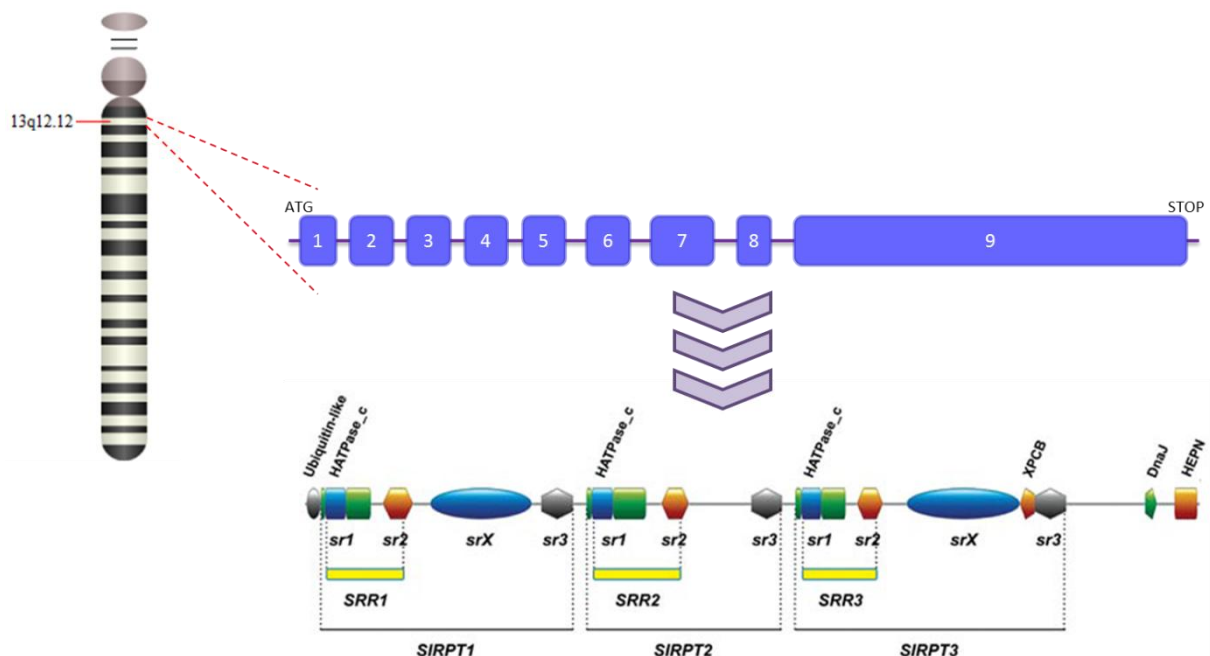 13q12.12
ATG
STOP
1 2 3 4 5 6 7 8 9
Ubiquitin-like
HATPase_c
HATPase_c
HATPase_c
XPCB
DnaJ
HEPN
sr1 sr2 srX sr3 sr1 sr2 sr3 sr1 sr2 srX sr3
SRR1 SRR2 SRR3
SIRPT1 SIRPT2 SIRPT3